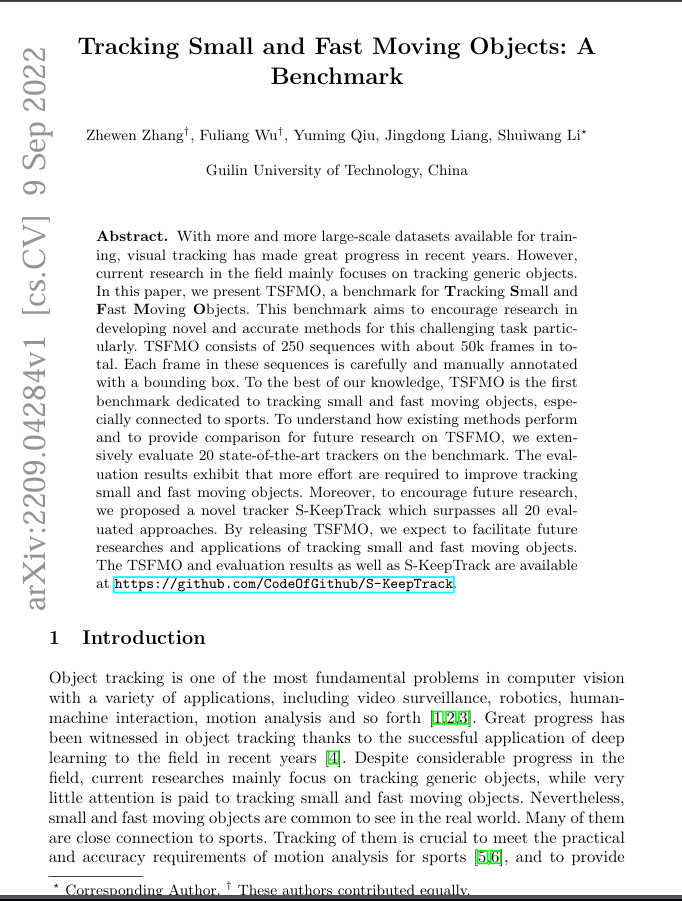 Tracking Small and Fast Moving Objects: A
Benchmark
Zhewen Zhang†, Fuliang Wu†, Yuming Qiu, Jingdong Liang, Shuiwang Li⋆
Guilin University of Technology, China
Abstract. With more and more large-scale datasets available for train-
ing, visual tracking has made great progress in recent years. However,
current research in the field mainly focuses on tracking generic objects.
In this paper, we present TSFMO, a benchmark for Tracking Small and
Fast Moving Objects. This benchmark aims to encourage research in
developing novel and accurate methods for this challenging task partic-
ularly. TSFMO consists of 250 sequences with about 50k frames in to-
tal. Each frame in these sequences is carefully and manually annotated
with a bounding box. To the best of our knowledge, TSFMO is the first
benchmark dedicated to tracking small and fast moving objects, espe-
cially connected to sports. To understand how existing methods perform
and to provide comparison for future research on TSFMO, we exten-
sively evaluate 20 state-of-the-art trackers on the benchmark. The eval-
uation results exhibit that more effort are required to improve tracking
small and fast moving objects. Moreover, to encourage future research,
we proposed a novel tracker S-KeepTrack which surpasses all 20 eval-
uated approaches. By releasing TSFMO, we expect to facilitate future
researches and applications of tracking small and fast moving objects.
The TSFMO and evaluation results as well as S-KeepTrack are available
at https://github.com/CodeOfGithub/S-KeepTrack.
1 Introduction
Object tracking is one of the most fundamental problems in computer vision
with a variety of applications, including video surveillance, robotics, human-
machine interaction, motion analysis and so forth [1,2,3]. Great progress has
been witnessed in object tracking thanks to the successful application of deep
learning to the field in recent years [4]. Despite considerable progress in the
field, current researches mainly focus on tracking generic objects, while very
little attention is paid to tracking small and fast moving objects. Nevertheless,
small and fast moving objects are common to see in the real world. Many of them
are close connection to sports. Tracking of them is crucial to meet the practical
and accuracy requirements of motion analysis for sports [5,6], and to provide
⋆ Corresponding Author. † These authors contributed equally.
arXiv:2209.04284v1 [cs.CV] 9 Sep 2022